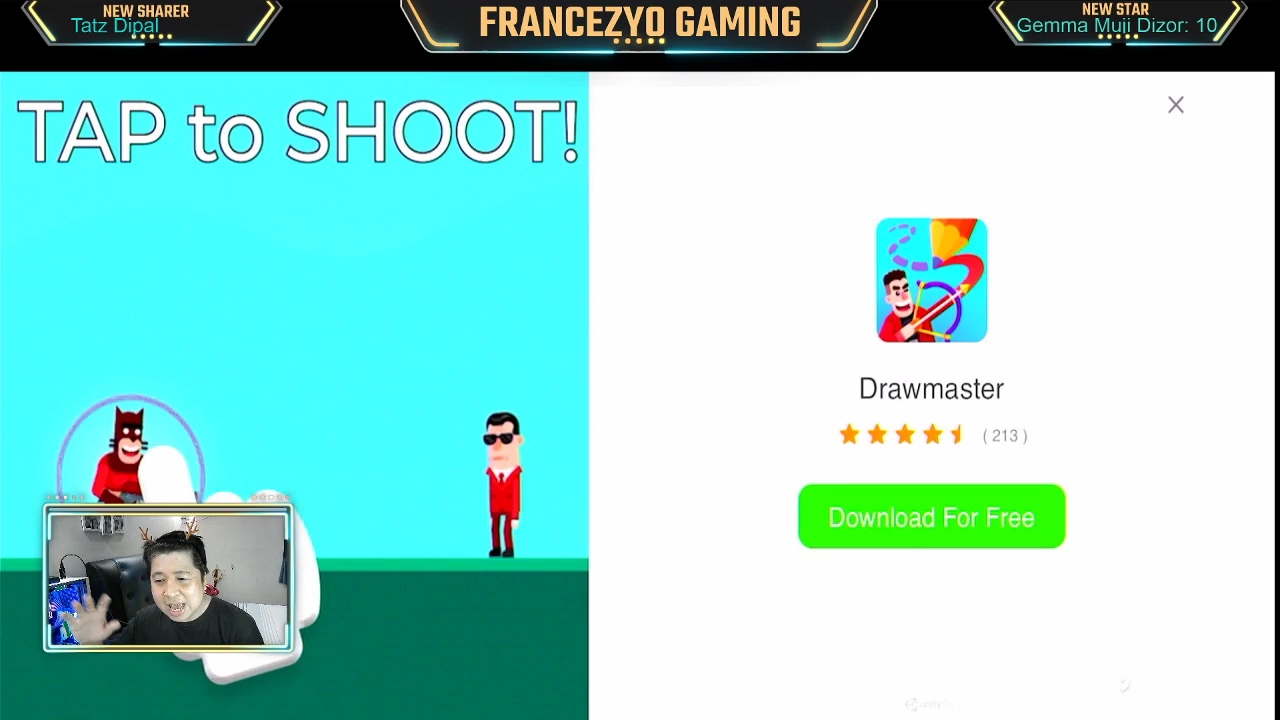 NEW SHARER
Tatz Dipal
FRANCEZYO GAMING
NEW STAR
Gemma Muji Dizor: 10
TAP to SHOOT!
Drawmaster
( 213 )
Download For Free
unity